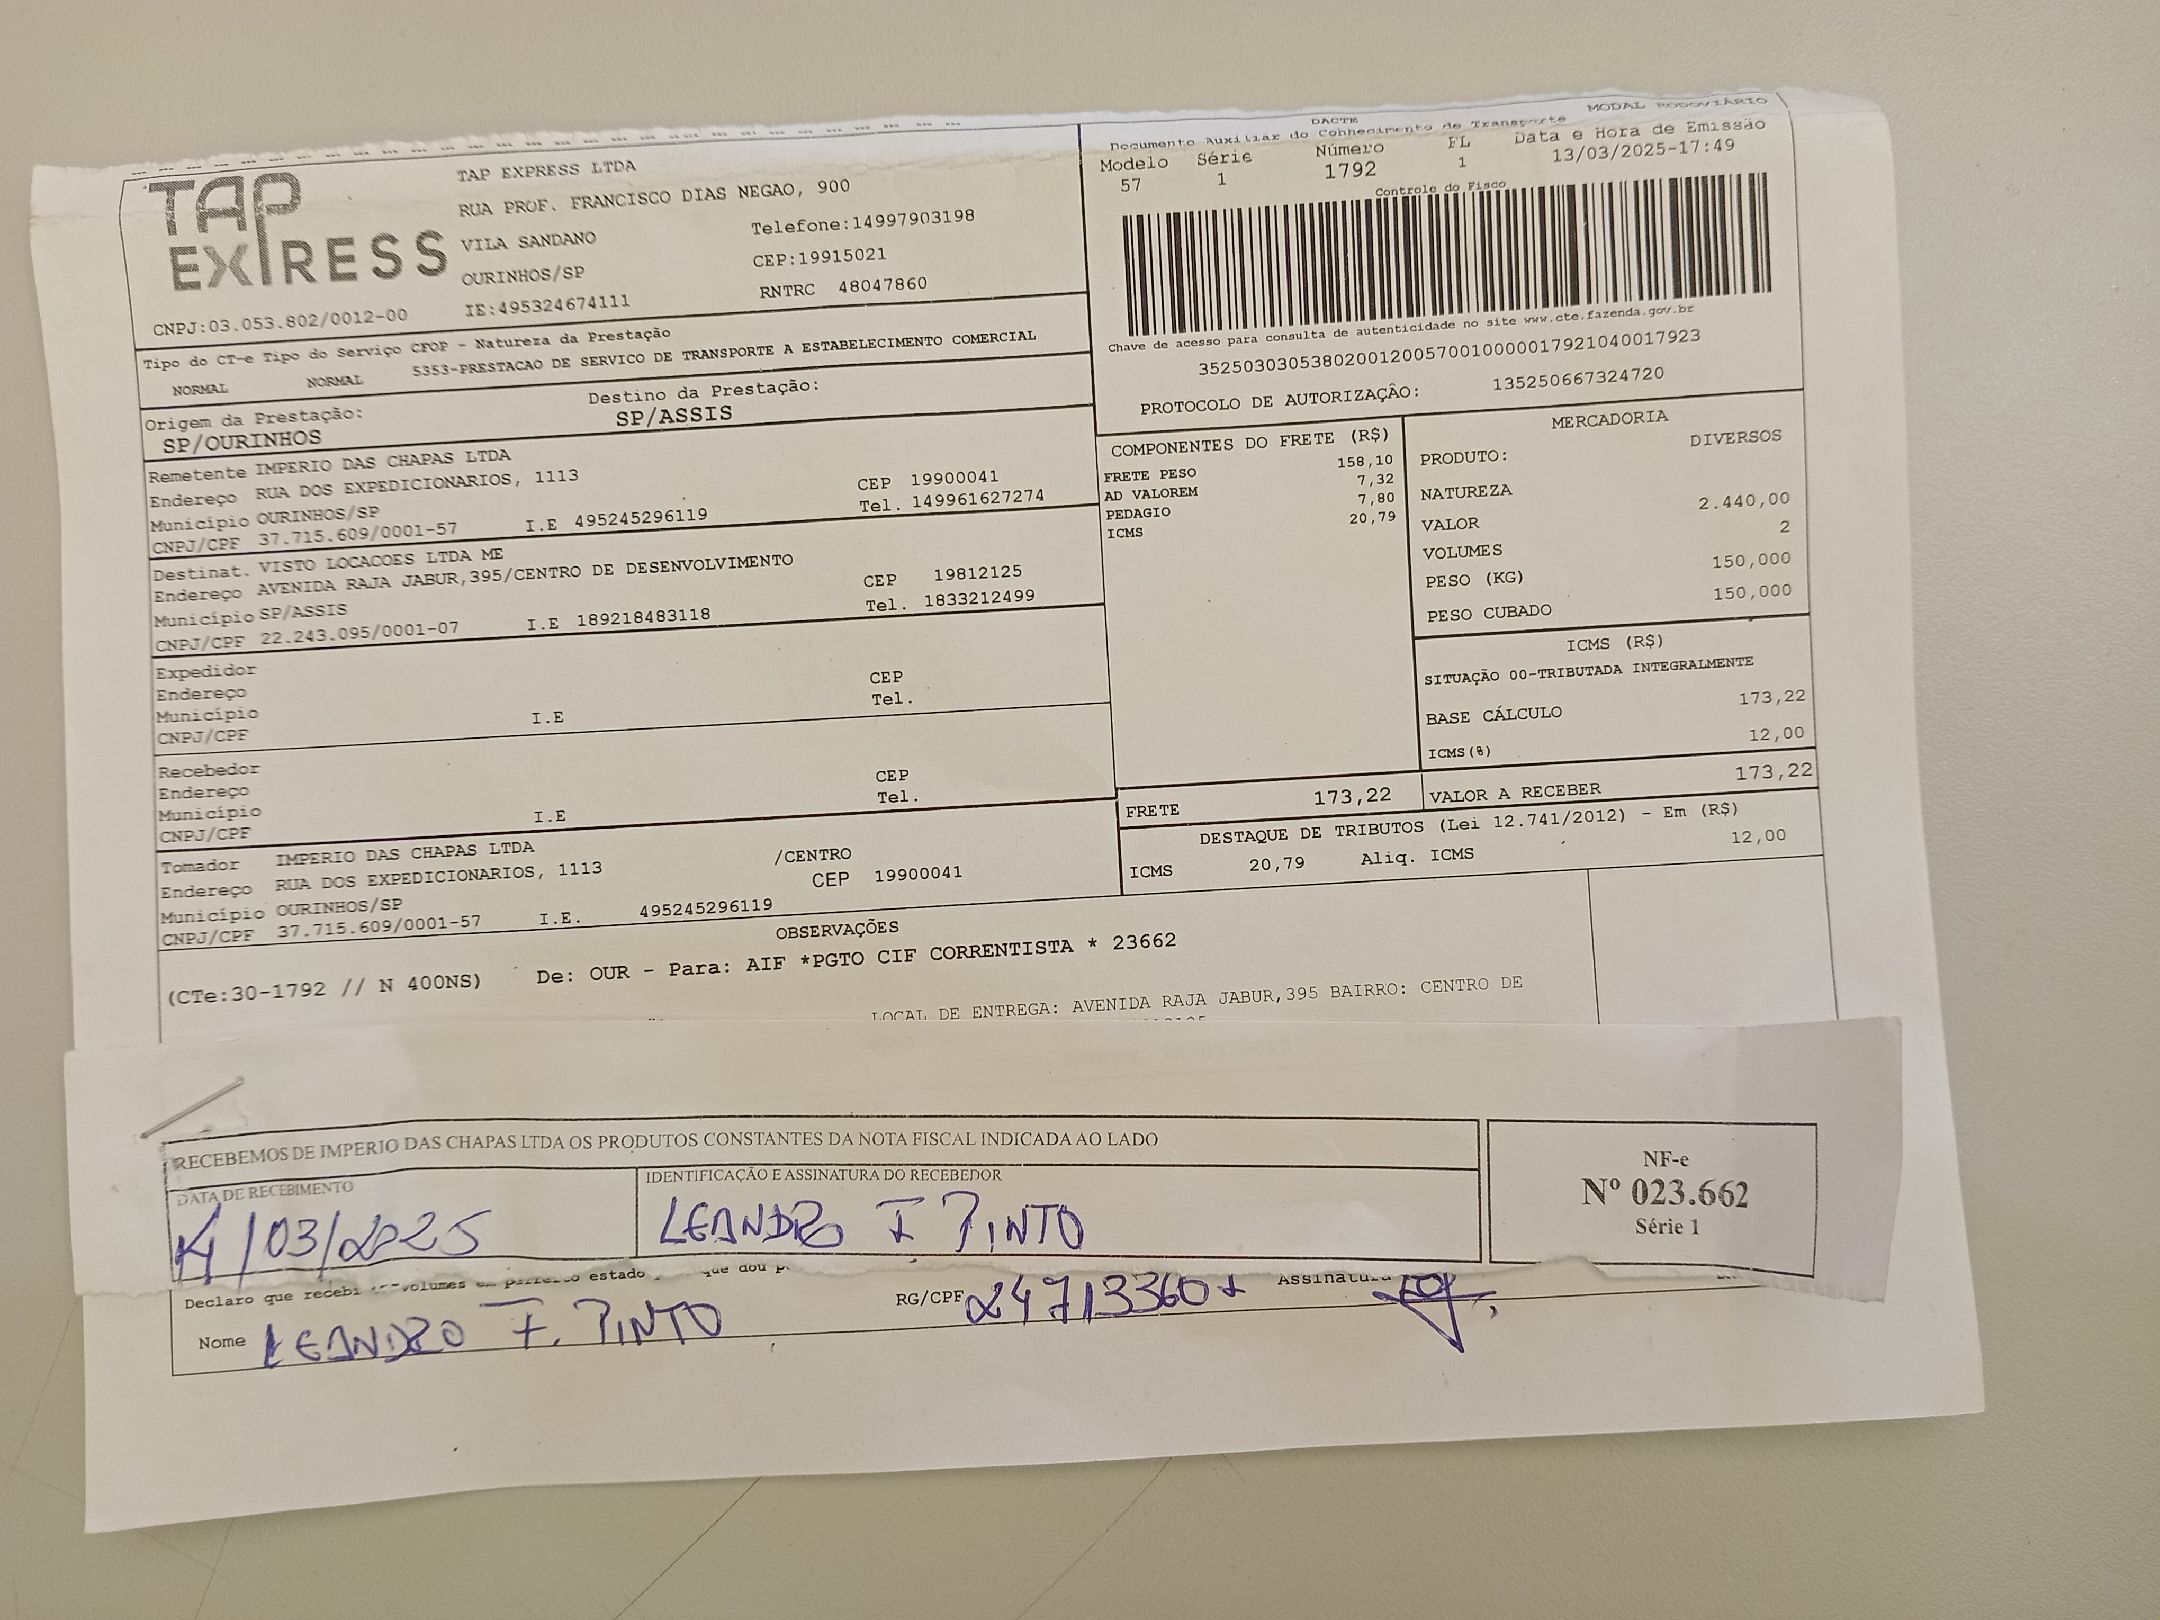 MODAL RODOVIÁRIO
DACTE
Documento Auxiliar do Conhecimento de Transporte
Modelo Série Número FL Data e Hora de Emissão
57 1 1792 1 13/03/2025-17:49
Controle do Fisco
Chave de acesso para consulta de autenticidade no site www.cte.fazenda.gov.br
35250303053802001200570010000017921040017923
PROTOCOLO DE AUTORIZAÇÃO: 135250667324720
TAP EXPRESS
TAP EXPRESS LTDA
RUA PROF. FRANCISCO DIAS NEGAO, 900
VILA SANDANO Telefone:14997903198
OURINHOS/SP CEP:19915021
CNPJ:03.053.802/0012-00 IE:495324674111 RNTRC 48047860
Tipo do CT-e Tipo do Serviço CFOP - Natureza da Prestação
NORMAL NORMAL 5353-PRESTACAO DE SERVICO DE TRANSPORTE A ESTABELECIMENTO COMERCIAL
Origem da Prestação: Destino da Prestação:
SP/OURINHOS SP/ASSIS
Remetente IMPERIO DAS CHAPAS LTDA
Endereço RUA DOS EXPEDICIONARIOS, 1113 CEP 19900041
Município OURINHOS/SP Tel. 149961627274
CNPJ/CPF 37.715.609/0001-57 I.E 495245296119
Destinat. VISTO LOCACOES LTDA ME
Endereço AVENIDA RAJA JABUR,395/CENTRO DE DESENVOLVIMENTO
Município SP/ASSIS CEP 19812125
CNPJ/CPF 22.243.095/0001-07 I.E 189218483118 Tel. 1833212499
Expedidor
Endereço CEP
Município Tel.
CNPJ/CPF I.E
Recebedor
Endereço CEP
Município Tel.
CNPJ/CPF I.E
Tomador IMPERIO DAS CHAPAS LTDA /CENTRO
Endereço RUA DOS EXPEDICIONARIOS, 1113 CEP 19900041
Município OURINHOS/SP
CNPJ/CPF 37.715.609/0001-57 I.E. 495245296119
COMPONENTES DO FRETE (R$)
FRETE PESO 158,10
AD VALOREM 7,32
PEDAGIO 7,80
ICMS 20,79
MERCADORIA
PRODUTO: DIVERSOS
NATUREZA
VALOR 2.440,00
VOLUMES 2
PESO (KG) 150,000
PESO CUBADO 150,000
ICMS (R$)
SITUAÇÃO 00-TRIBUTADA INTEGRALMENTE
BASE CÁLCULO 173,22
ICMS(%) 12,00
FRETE 173,22 VALOR A RECEBER 173,22
DESTAQUE DE TRIBUTOS (Lei 12.741/2012) - Em (R$)
ICMS 20,79 Aliq. ICMS 12,00
OBSERVAÇÕES
(CTe:30-1792 // N 400NS) De: OUR - Para: AIF *PGTO CIF CORRENTISTA * 23662
LOCAL DE ENTREGA: AVENIDA RAJA JABUR,395 BAIRRO: CENTRO DE
RECEBEMOS DE IMPERIO DAS CHAPAS LTDA OS PRODUTOS CONSTANTES DA NOTA FISCAL INDICADA AO LADO
DATA DE RECEBIMENTO IDENTIFICAÇÃO E ASSINATURA DO RECEBEDOR
14/03/2025 LEANDRO F PINTO
NF-e
Nº 023.662
Série 1
Declaro que recebi volumes em perfeito estado que dou
Nome LEANDRO F. PINTO RG/CPF Assinatura